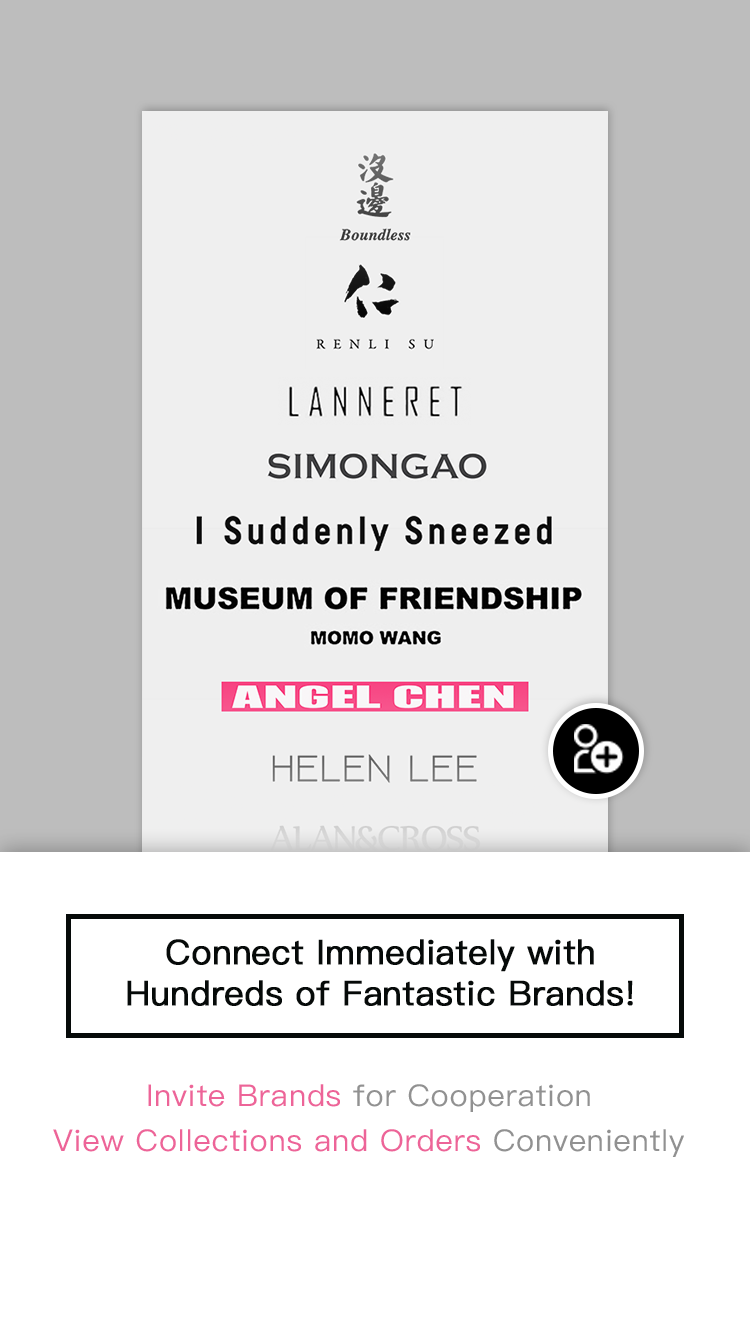 沒
邊
Boundless
仁
RENLI SU
LANNERET
SIMONGAO
I Suddenly Sneezed
MUSEUM OF FRIENDSHIP
MOMO WANG
ANGEL CHEN
HELEN LEE
ALAN&CROSS
Connect Immediately with
Hundreds of Fantastic Brands!
Invite Brands for Cooperation
View Collections and Orders Conveniently